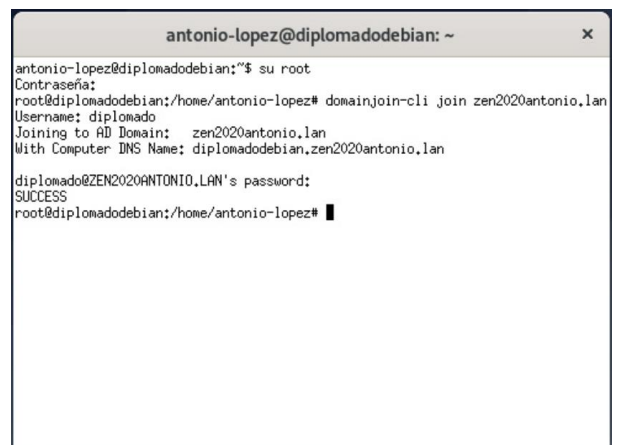 antonio-lopez@diplomadodebian: ~ ×
antonio-lopez@diplomadodebian:~$ su root
Contraseña:
root@diplomadodebian:/home/antonio-lopez# domainjoin-cli join zen2020antonio.lan
Username: diplomado
Joining to AD Domain:   zen2020antonio.lan
With Computer DNS Name: diplomadodebian.zen2020antonio.lan
diplomado@ZEN2020ANTONIO.LAN's password:
SUCCESS
root@diplomadodebian:/home/antonio-lopez#